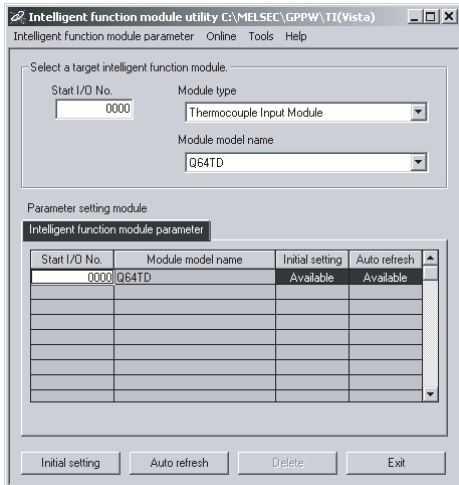 Intelligent function module utility C:\MELSEC\GPPW\TI(Vista)
Intelligent function module parameter Online Tools Help
Select a target intelligent function module.
Start I/O No. Module type
0000 Thermocouple Input Module
Module model name
Q64TD
Parameter setting module
Intelligent function module parameter
Start I/O No. Module model name Initial setting Auto refresh
0000 Q64TD Available Available
Initial setting Auto refresh Delete Exit